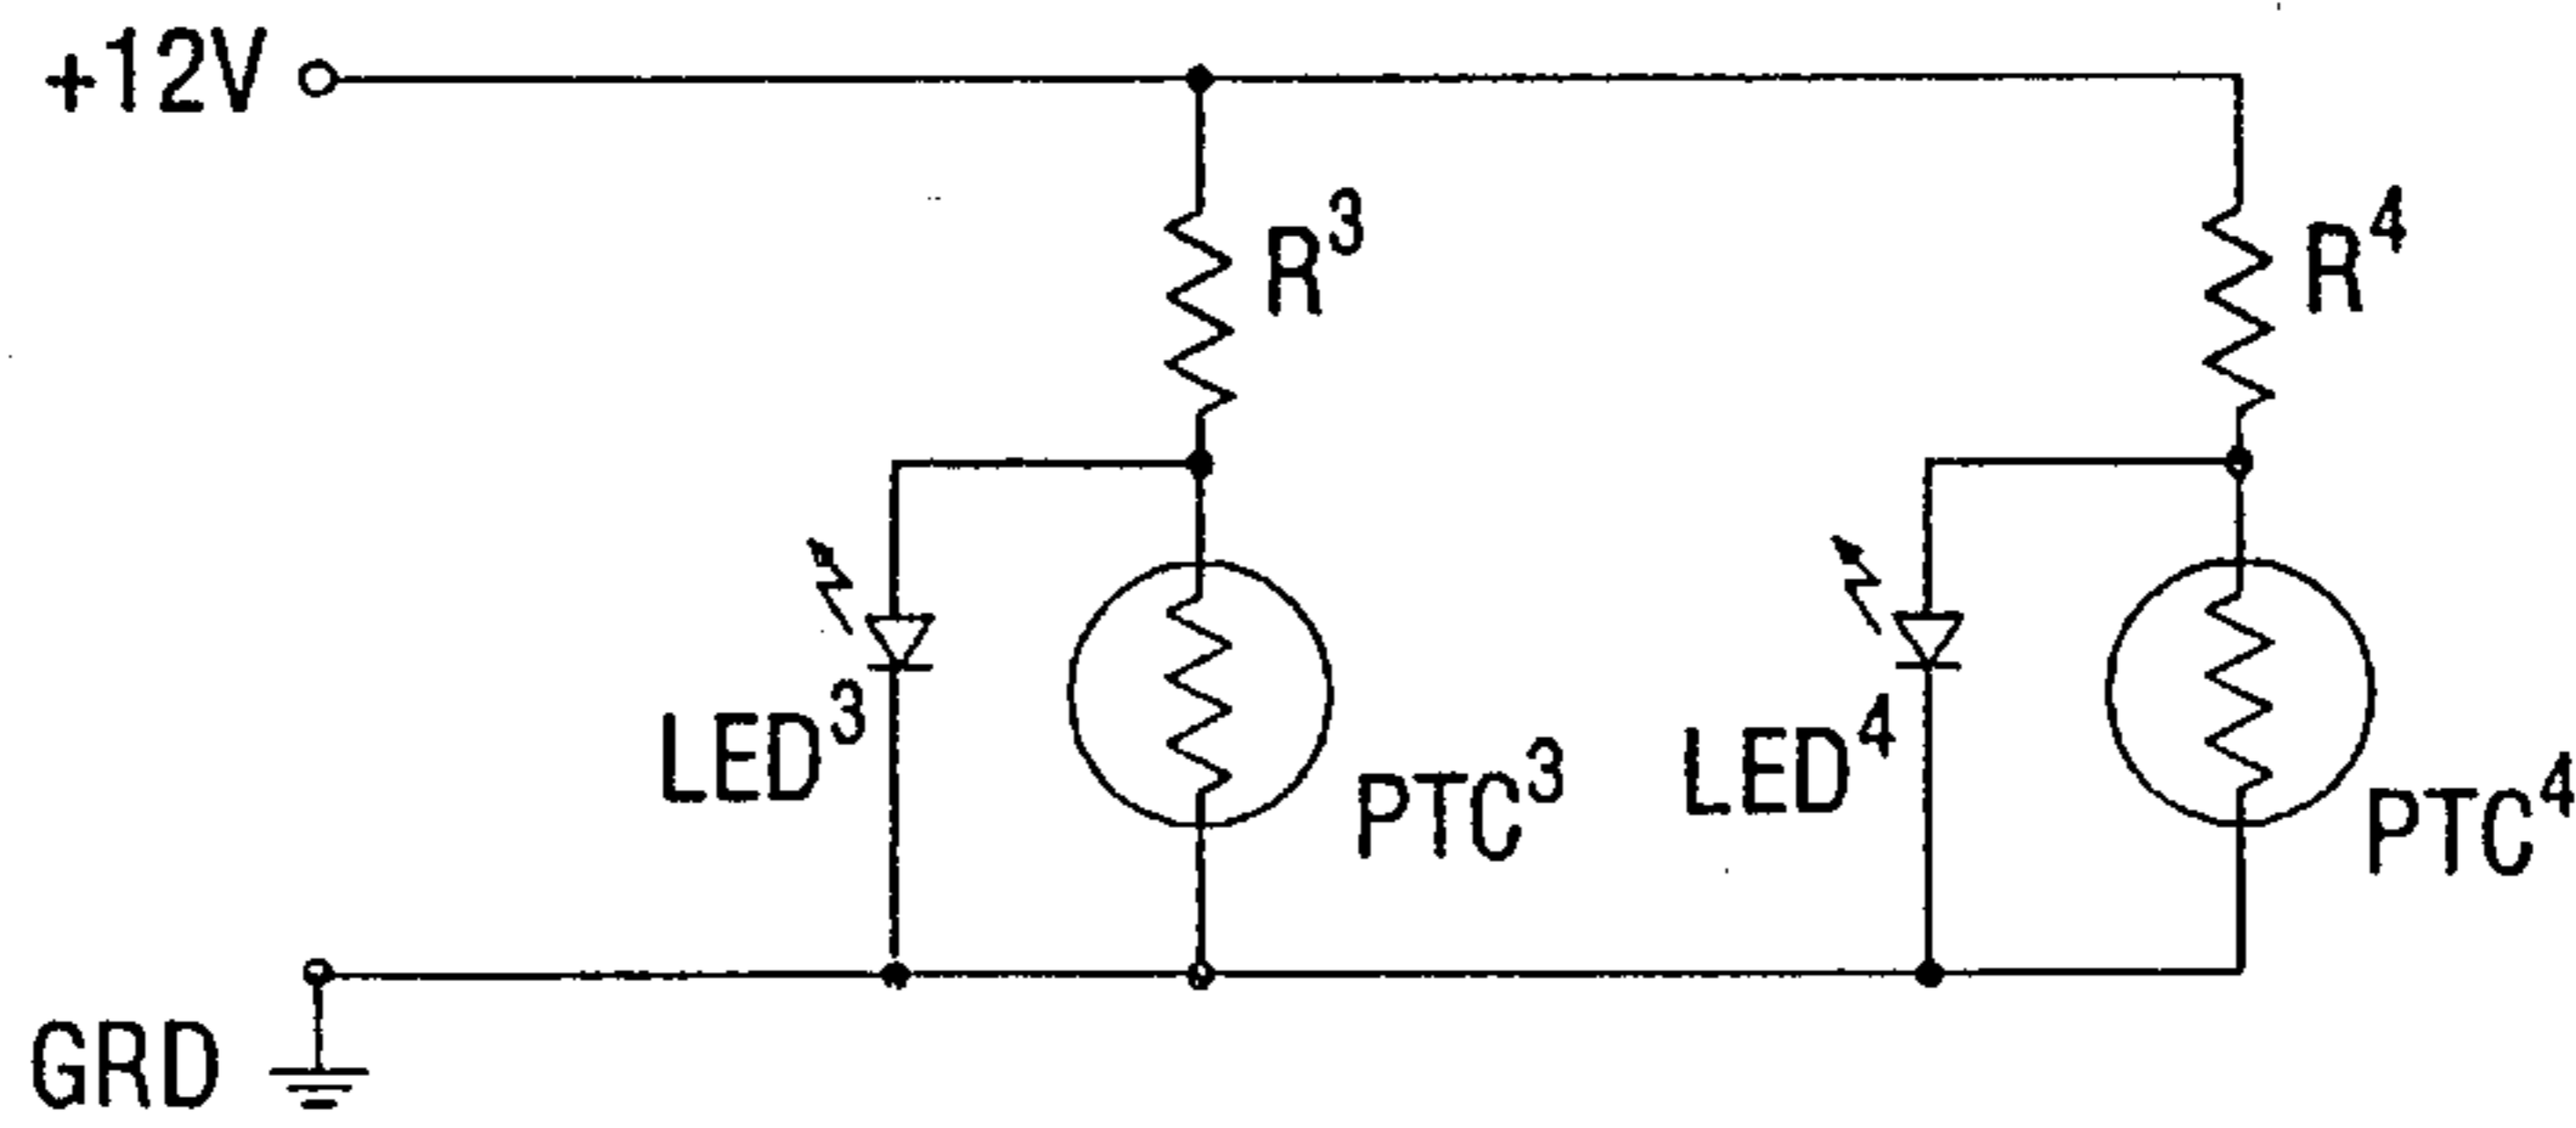 +12V
R³
R⁴
LED³
PTC³
LED⁴
PTC⁴
GRD